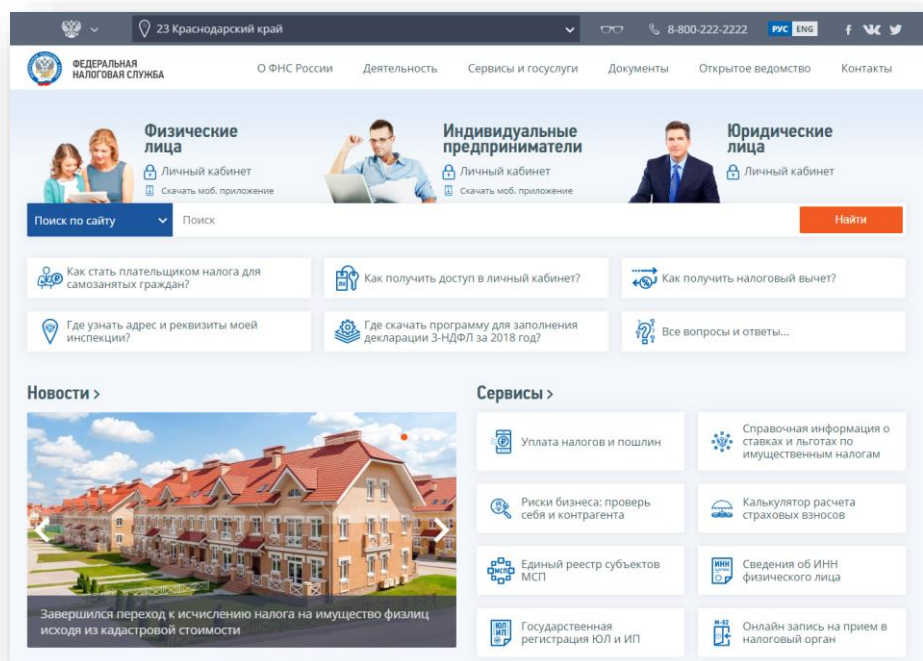 23 Краснодарский край
8-800-222-2222
РУС ENG
ФЕДЕРАЛЬНАЯ
НАЛОГОВАЯ СЛУЖБА
О ФНС России
Деятельность
Сервисы и госуслуги
Документы
Открытое ведомство
Контакты
Физические
лица
Личный кабинет
Скачать моб. приложение
Индивидуальные
предприниматели
Личный кабинет
Скачать моб. приложение
Юридические
лица
Личный кабинет
Поиск по сайту
Поиск
Найти
Как стать плательщиком налога для
самозанятых граждан?
Как получить доступ в личный кабинет?
Как получить налоговый вычет?
Где узнать адрес и реквизиты моей
инспекции?
Где скачать программу для заполнения
декларации 3-НДФЛ за 2018 год?
Все вопросы и ответы...
Новости >
Завершился переход к исчислению налога на имущество физлиц
исходя из кадастровой стоимости
Сервисы >
Уплата налогов и пошлин
Справочная информация о
ставках и льготах по
имущественным налогам
Риски бизнеса: проверь
себя и контрагента
Калькулятор расчета
страховых взносов
МСП
Единый реестр субъектов
МСП
ИНН
Сведения об ИНН
физического лица
ЮЛ
ИП
Государственная
регистрация ЮЛ и ИП
Онлайн запись на прием в
налоговый орган